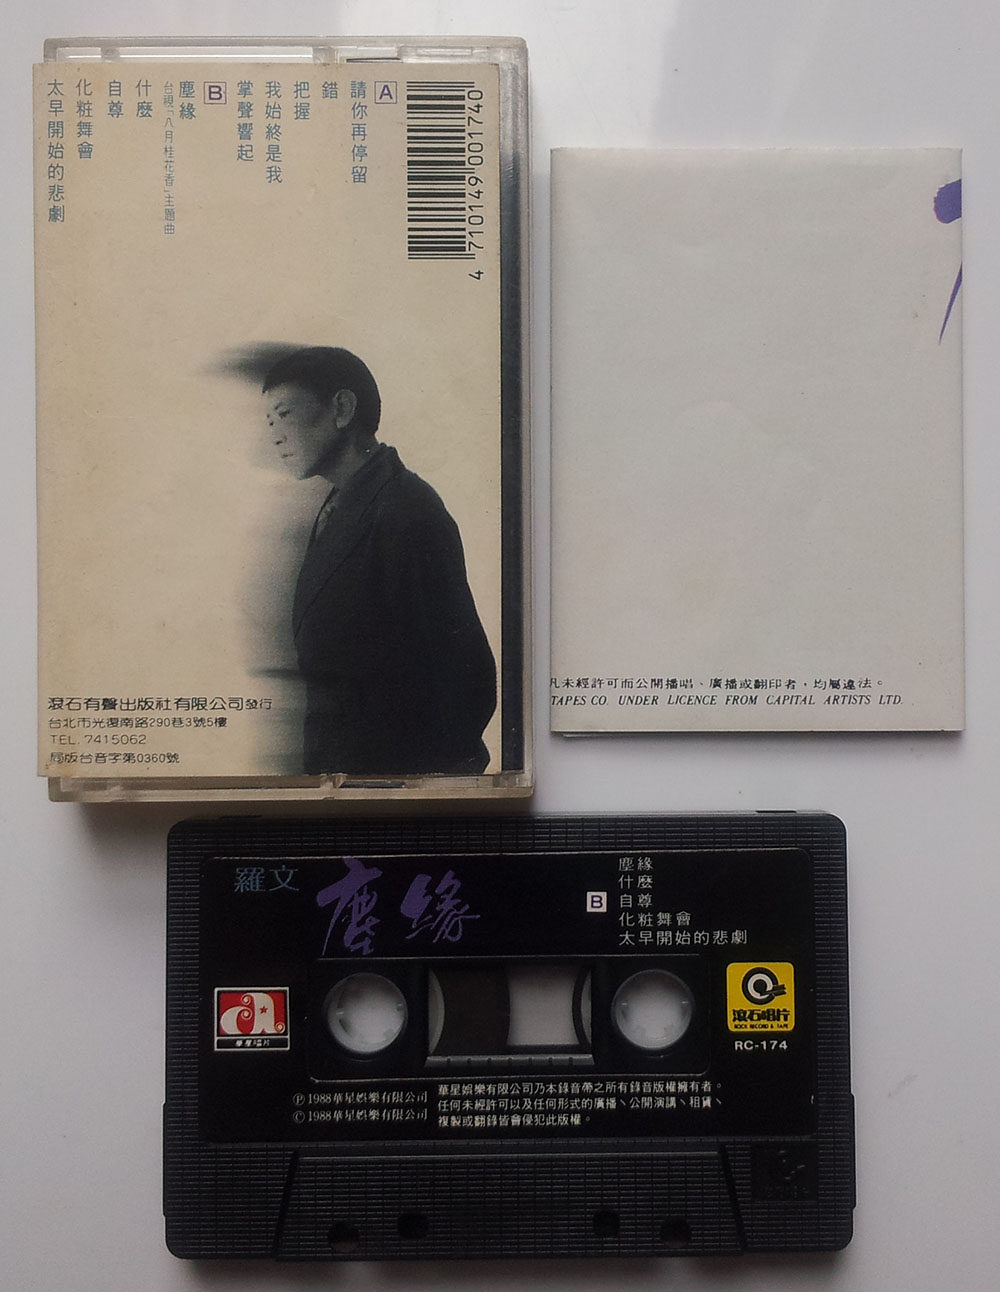 A
請你再停留
錯
把握
我始終是我
掌聲響起
B
塵緣
台視「八月桂花香」主題曲
什麼
自尊
化粧舞會
太早開始的悲劇
4 710149 001740
滾石有聲出版社有限公司發行
台北市光復南路290巷3號5樓
TEL. 7415062
局版台音字第0360號
凡未經許可而公開播唱、廣播或翻印者，均屬違法。
TAPES CO. UNDER LICENCE FROM CAPITAL ARTISTS LTD.
羅文
塵緣
B
塵緣
什麼
自尊
化粧舞會
太早開始的悲劇
a.
華星唱片
滾石唱片
ROCK RECORD & TAPE
RC-174
Ⓟ1988華星娛樂有限公司
©1988華星娛樂有限公司
華星娛樂有限公司乃本錄音帶之所有錄音版權擁有者。
任何未經許可以及任何形式的廣播、公開演講、租賃、
複製或翻錄皆會侵犯此版權。